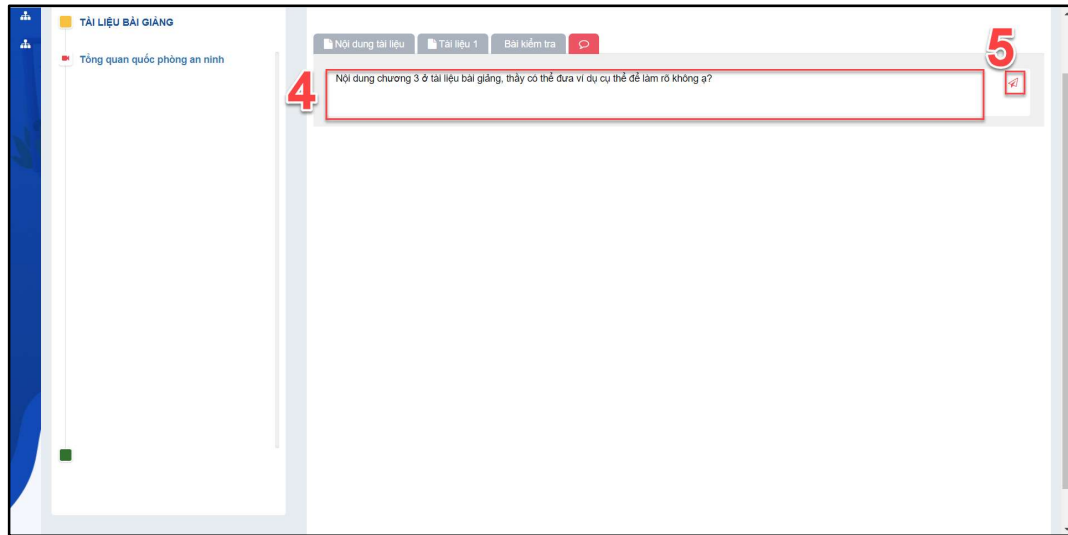 TÀI LIỆU BÀI GIẢNG
Tổng quan quốc phòng an ninh
Nội dung tài liệu
Tài liệu 1
Bài kiểm tra
5
4
Nội dung chương 3 ở tài liệu bài giảng, thầy có thể đưa ví dụ cụ thể để làm rõ không ạ?